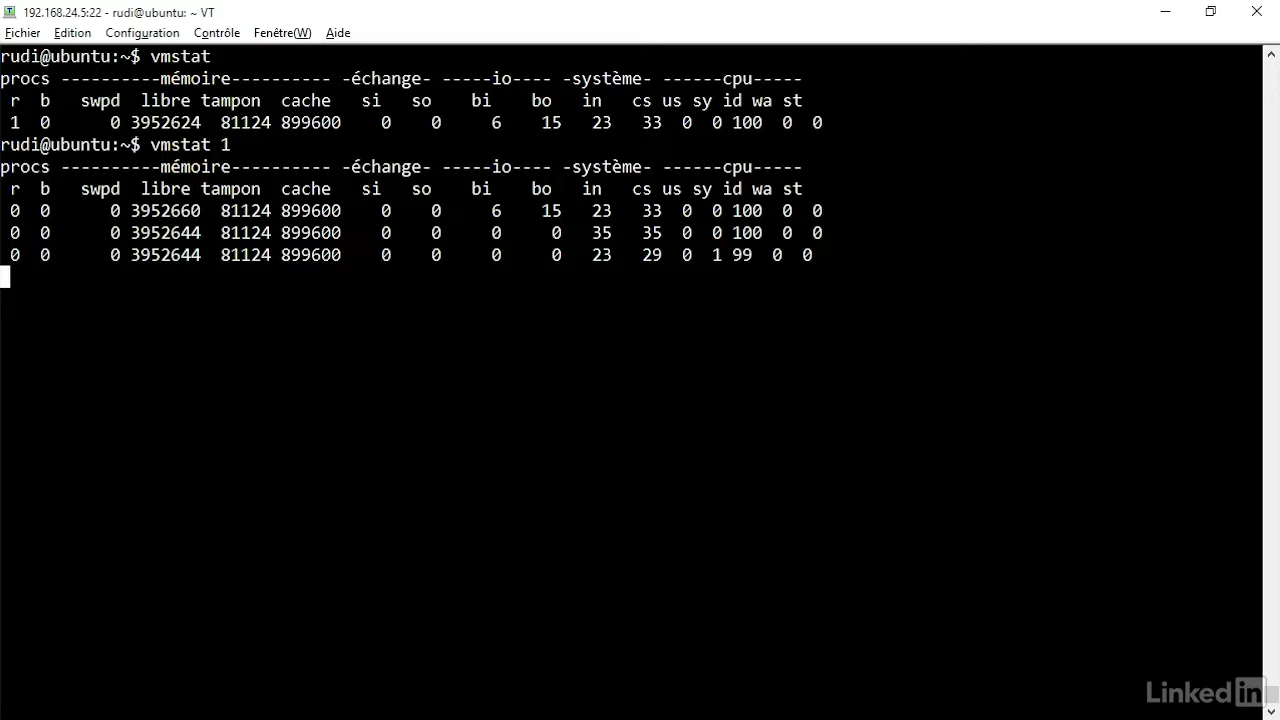 192.168.24.5:22 - rudi@ubuntu: ~ VT
Fichier Edition Configuration Contrôle Fenêtre(W) Aide
rudi@ubuntu:~$ vmstat
procs -----------mémoire---------- -échange- -----io---- -système- ------cpu-----
 r  b   swpd  libre tampon  cache   si   so    bi    bo   in   cs us sy id wa st
 1  0      0 3952624  81124 899600    0    0     6    15   23   33  0  0 100  0  0
rudi@ubuntu:~$ vmstat 1
procs -----------mémoire---------- -échange- -----io---- -système- ------cpu-----
 r  b   swpd  libre tampon  cache   si   so    bi    bo   in   cs us sy id wa st
 0  0      0 3952660  81124 899600    0    0     6    15   23   33  0  0 100  0  0
 0  0      0 3952644  81124 899600    0    0     0     0   35   35  0  0 100  0  0
 0  0      0 3952644  81124 899600    0    0     0     0   23   29  0  1 99  0  0
Linked in